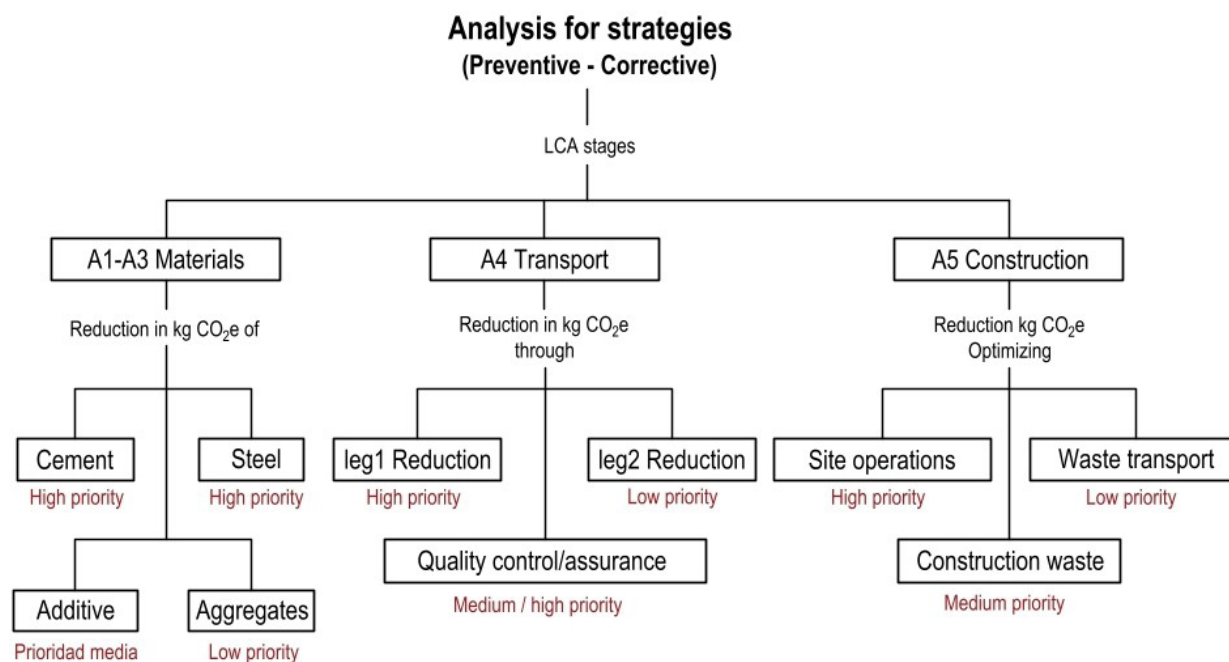 Analysis for strategies
(Preventive - Corrective)
LCA stages
A1-A3 Materials
A4 Transport
A5 Construction
Reduction in kg CO₂e of
Reduction in kg CO₂e
through
Reduction kg CO₂e
Optimizing
Cement
Steel
leg1 Reduction
leg2 Reduction
Site operations
Waste transport
High priority
High priority
High priority
Low priority
High priority
Low priority
Quality control/assurance
Construction waste
Medium / high priority
Medium priority
Additive
Aggregates
Prioridad media
Low priority